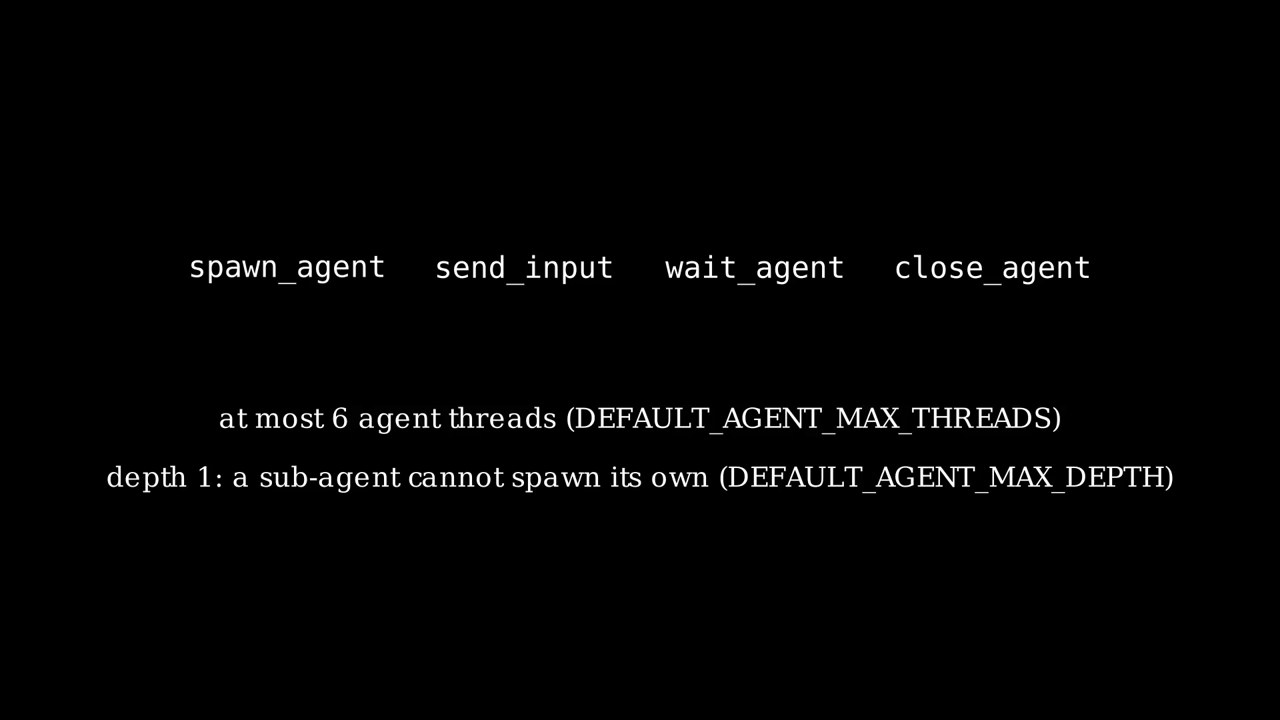 spawn_agent send_input wait_agent close_agent
at most 6 agent threads (DEFAULT_AGENT_MAX_THREADS)
depth 1: a sub-agent cannot spawn its own (DEFAULT_AGENT_MAX_DEPTH)